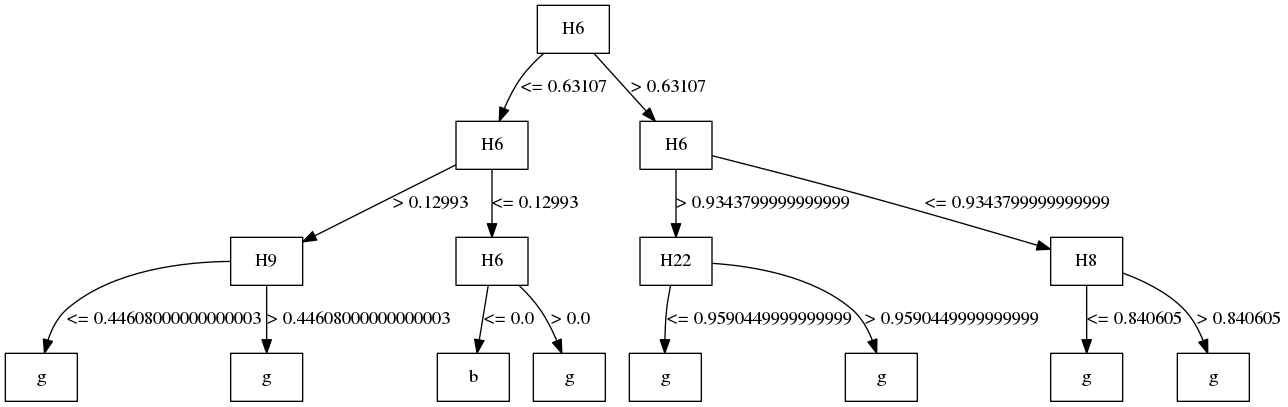 H6
<= 0.63107
> 0.63107
H6
H6
> 0.12993
<= 0.12993
> 0.9343799999999999
<= 0.9343799999999999
H9
H6
H22
H8
<= 0.44608000000000003
> 0.44608000000000003
<= 0.0
> 0.0
<= 0.9590449999999999
> 0.9590449999999999
<= 0.840605
> 0.840605
g
g
b
g
g
g
g
g